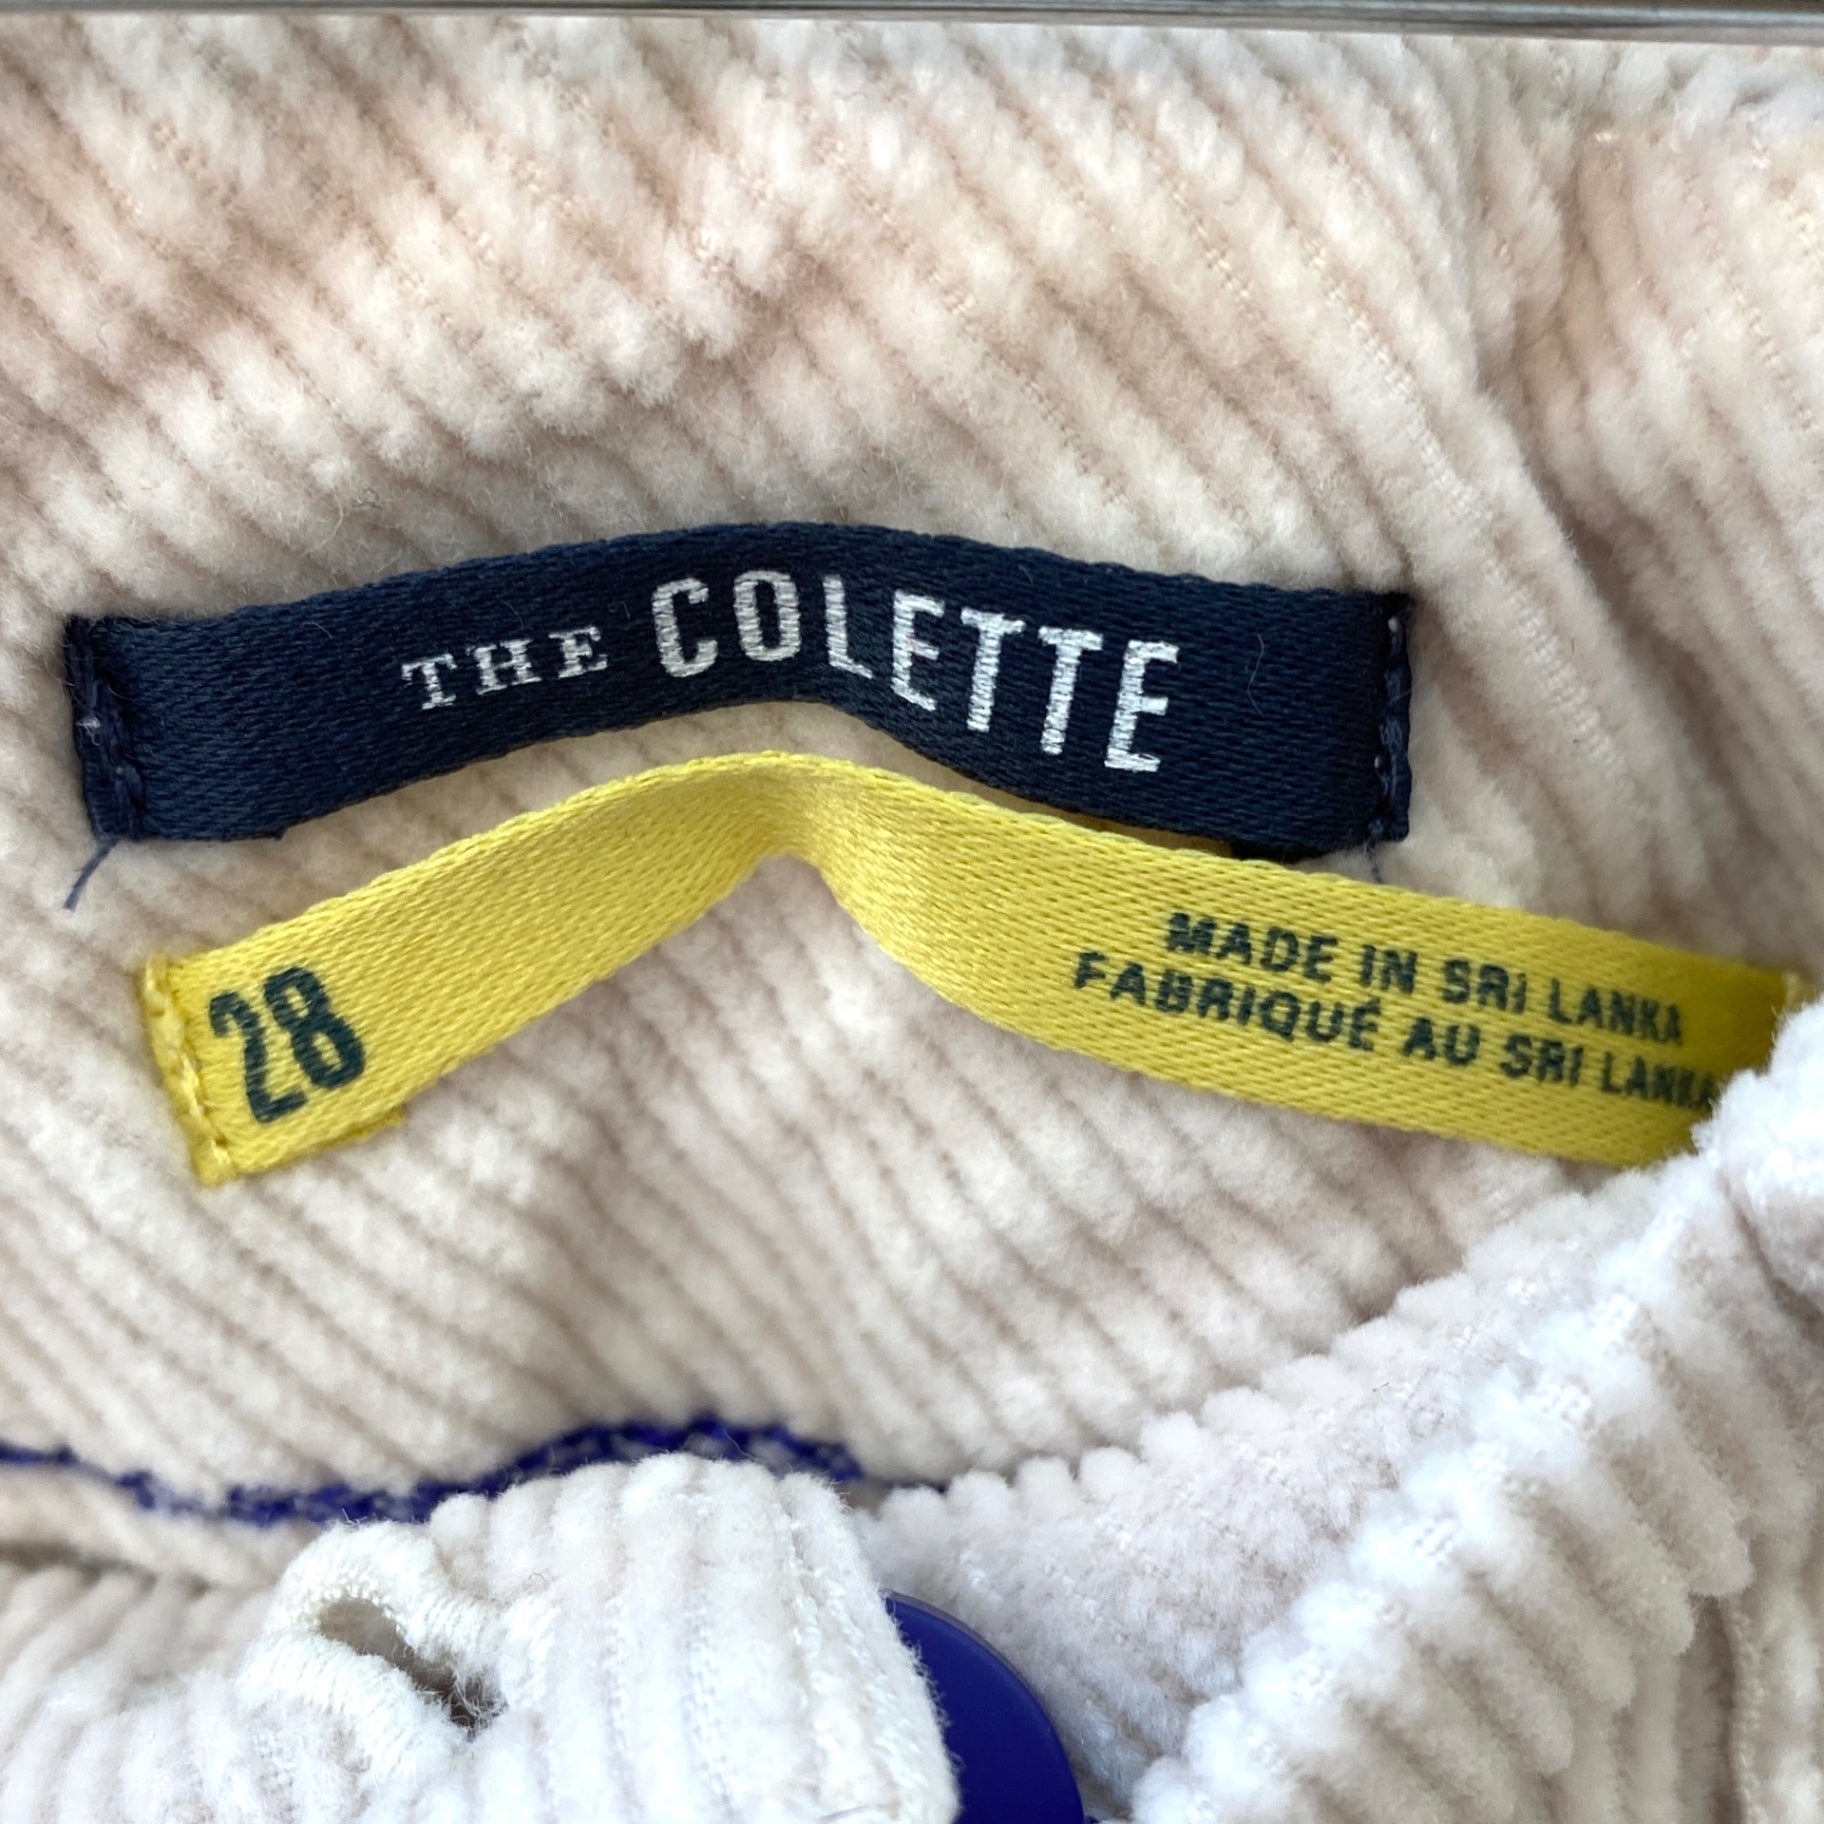 THE COLETTE
28
MADE IN SRI LANKA
FABRIQUÉ AU SRI LANKA